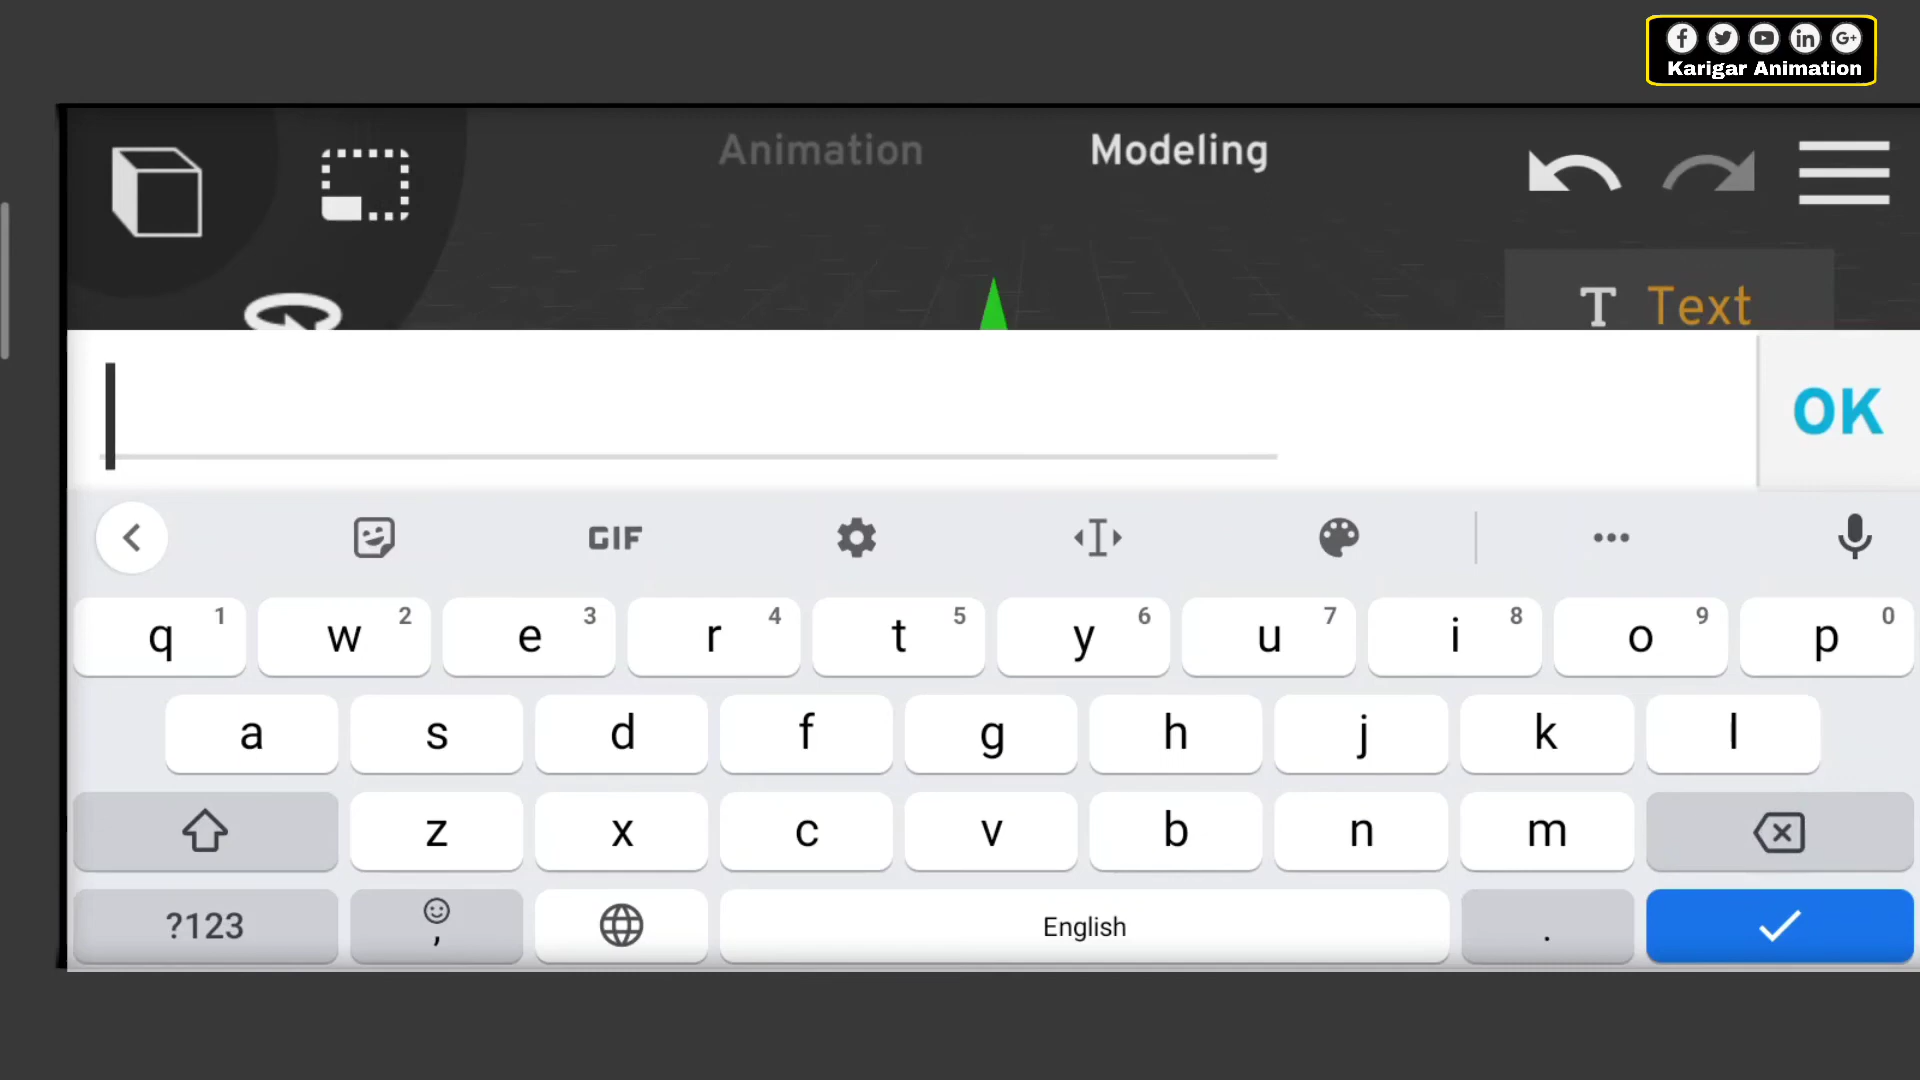 Karigar Animation
Animation Modeling
T Text
OK
GIF
q 1 w 2 e 3 r 4 t 5 y 6 u 7 i 8 o 9 p 0
a s d f g h j k l
z x c v b n m
?123 , English .